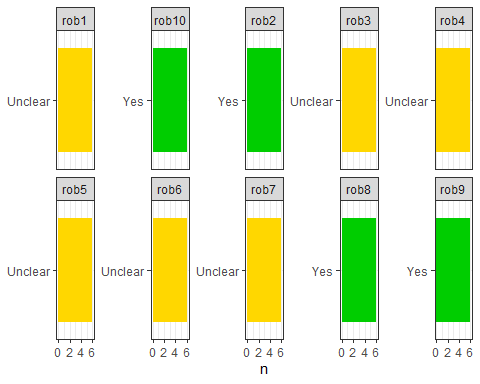 rob1 rob10 rob2 rob3 rob4
Unclear Yes Yes Unclear Unclear
rob5 rob6 rob7 rob8 rob9
Unclear Unclear Unclear Yes Yes
0 2 4 6 0 2 4 6 0 2 4 6 0 2 4 6 0 2 4 6
n